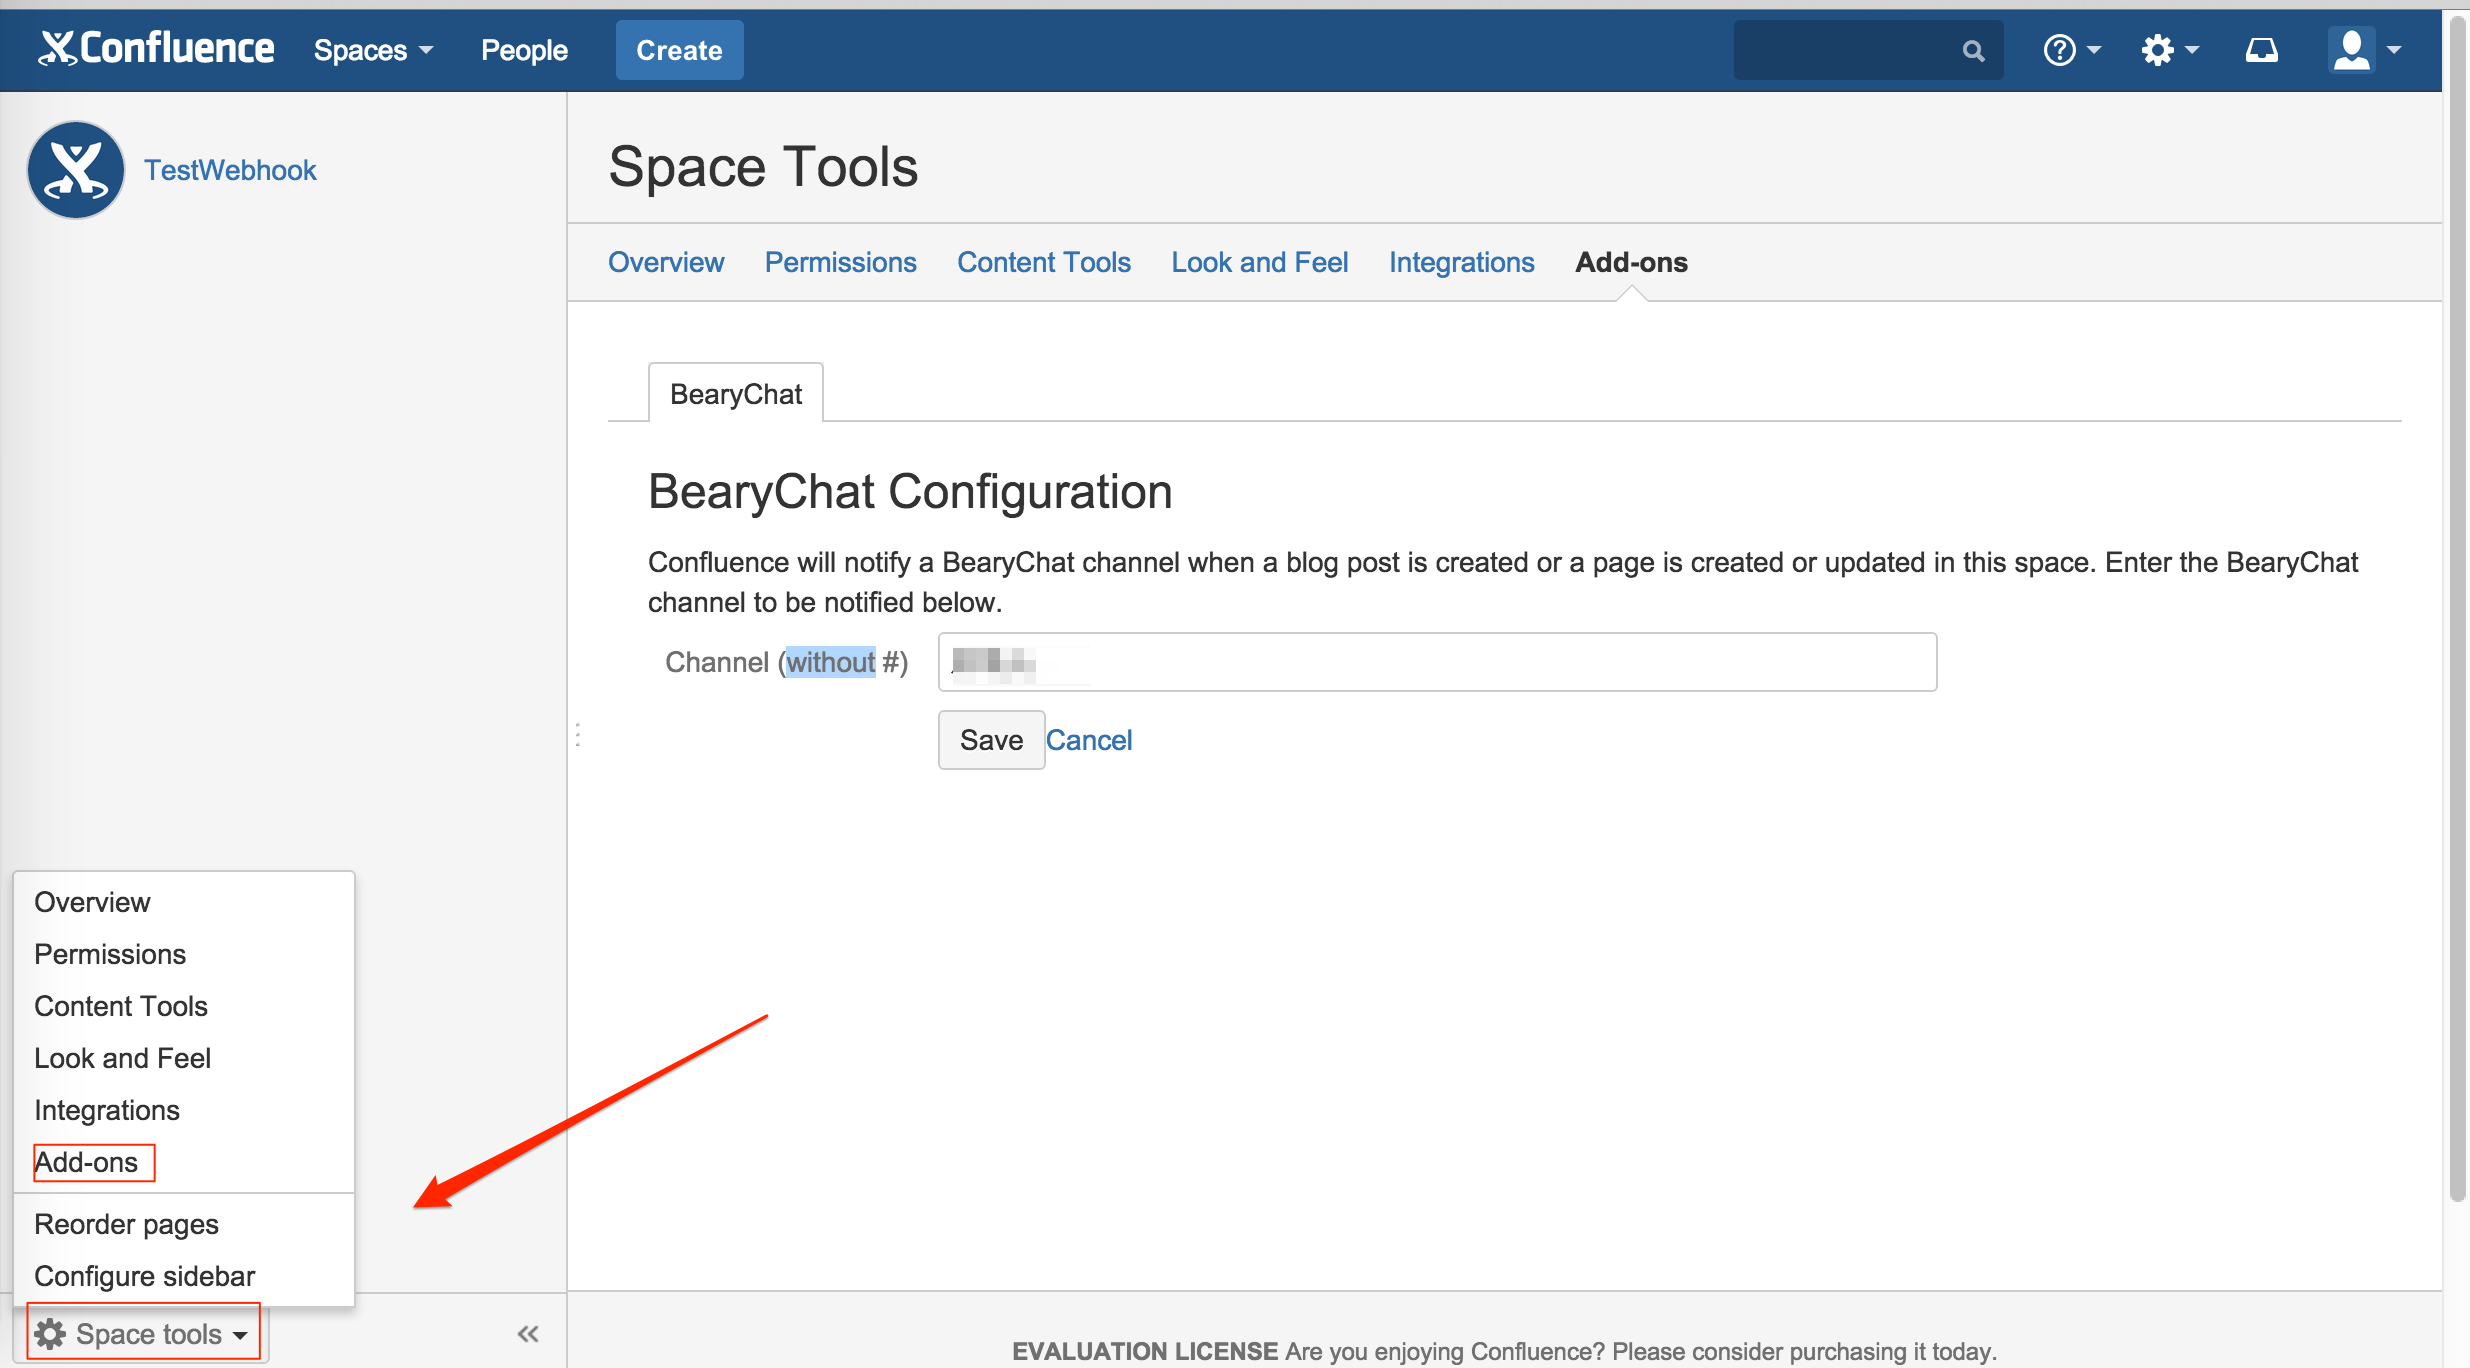 Confluence Spaces People Create
TestWebhook
Space Tools
Overview Permissions Content Tools Look and Feel Integrations Add-ons
BearyChat
BearyChat Configuration
Confluence will notify a BearyChat channel when a blog post is created or a page is created or updated in this space. Enter the BearyChat
channel to be notified below.
Channel (without #)
Save Cancel
Overview
Permissions
Content Tools
Look and Feel
Integrations
Add-ons
Reorder pages
Configure sidebar
Space tools
EVALUATION LICENSE Are you enjoying Confluence? Please consider purchasing it today.